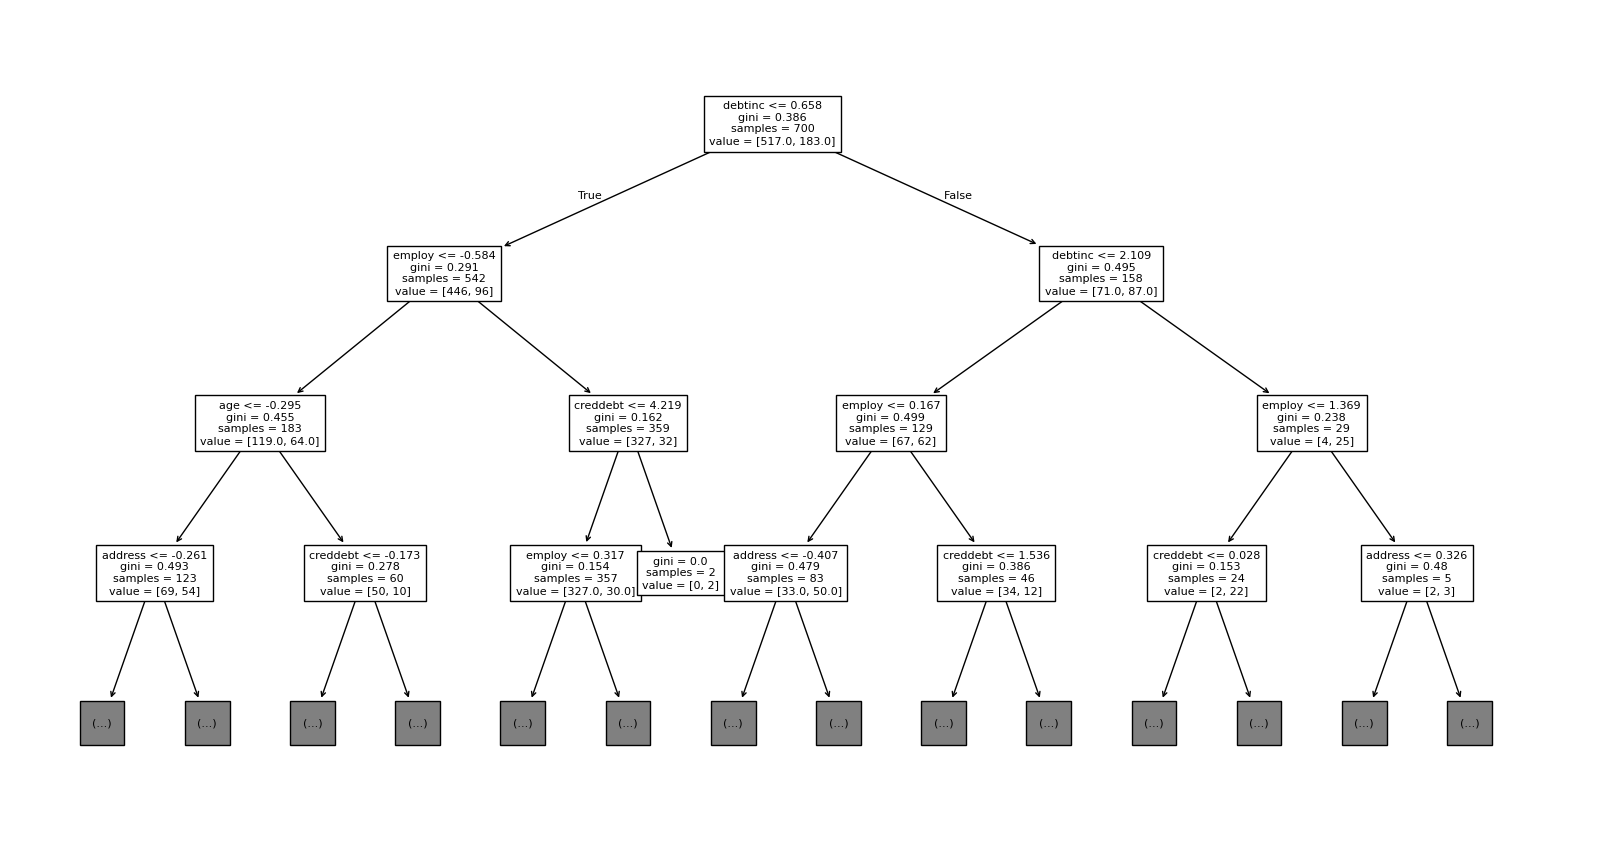 debtinc <= 0.658
gini = 0.386
samples = 700
value = [517.0, 183.0]
True
False
employ <= -0.584
gini = 0.291
samples = 542
value = [446, 96]
debtinc <= 2.109
gini = 0.495
samples = 158
value = [71.0, 87.0]
age <= -0.295
gini = 0.455
samples = 183
value = [119.0, 64.0]
creddebt <= 4.219
gini = 0.162
samples = 359
value = [327, 32]
employ <= 0.167
gini = 0.499
samples = 129
value = [67, 62]
employ <= 1.369
gini = 0.238
samples = 29
value = [4, 25]
address <= -0.261
gini = 0.493
samples = 123
value = [69, 54]
creddebt <= -0.173
gini = 0.278
samples = 60
value = [50, 10]
employ <= 0.317
gini = 0.154
samples = 357
value = [327.0, 30.0]
gini = 0.0
samples = 2
value = [0, 2]
address <= -0.407
gini = 0.479
samples = 83
value = [33.0, 50.0]
creddebt <= 1.536
gini = 0.386
samples = 46
value = [34, 12]
creddebt <= 0.028
gini = 0.153
samples = 24
value = [2, 22]
address <= 0.326
gini = 0.48
samples = 5
value = [2, 3]
(...)
(...)
(...)
(...)
(...)
(...)
(...)
(...)
(...)
(...)
(...)
(...)
(...)
(...)